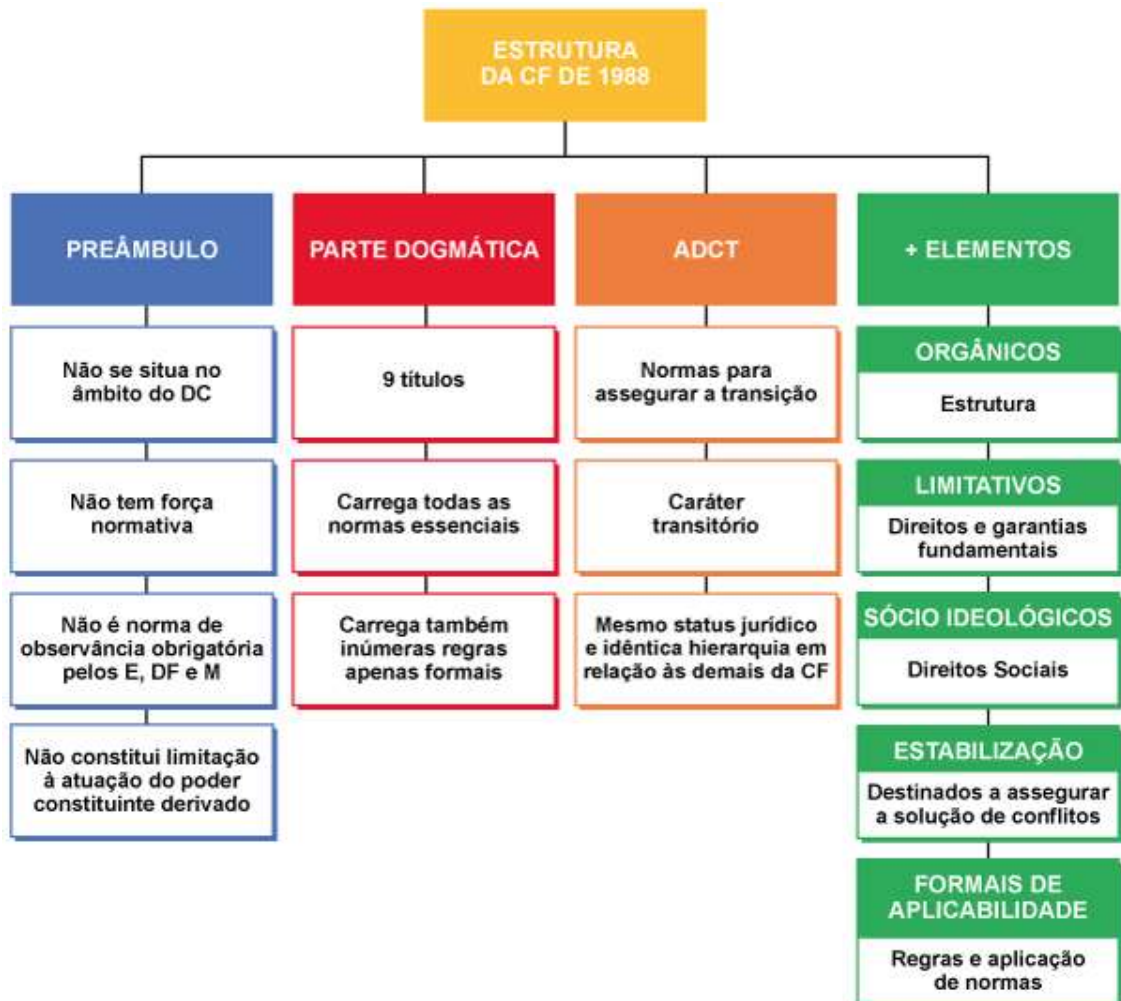 ESTRUTURA
DA CF DE 1988
PREÂMBULO
Não se situa no
âmbito do DC
Não tem força
normativa
Não é norma de
observância obrigatória
pelos E, DF e M
Não constitui limitação
à atuação do poder
constituinte derivado
PARTE DOGMÁTICA
9 títulos
Carrega todas as
normas essenciais
Carrega também
inúmeras regras
apenas formais
ADCT
Normas para
assegurar a transição
Caráter
transitório
Mesmo status jurídico
e idêntica hierarquia em
relação às demais da CF
+ ELEMENTOS
ORGÂNICOS
Estrutura
LIMITATIVOS
Direitos e garantias
fundamentais
SÓCIO IDEOLÓGICOS
Direitos Sociais
ESTABILIZAÇÃO
Destinados a assegurar
a solução de conflitos
FORMAIS DE
APLICABILIDADE
Regras e aplicação
de normas